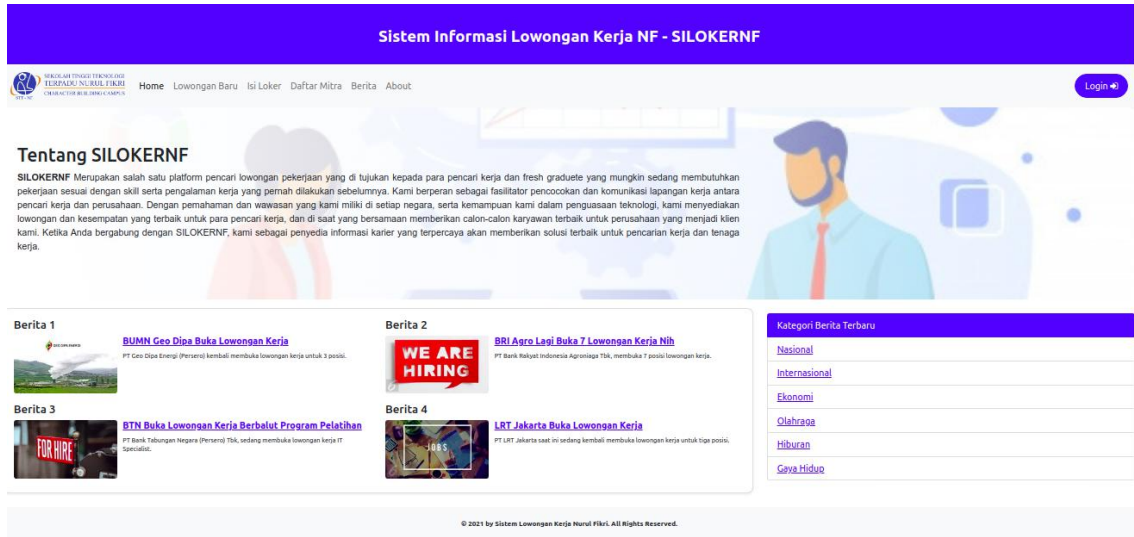 Sistem Informasi Lowongan Kerja NF - SILOKERNF
SEKOLAH TINGGI TEKNOLOGI
TERPADU NURUL FIKRI
CHARACTER BUILDING CAMPUS
STT - NF
Home Lowongan Baru Isi Loker Daftar Mitra Berita About
Login
Tentang SILOKERNF
SILOKERNF Merupakan salah satu platform pencari lowongan pekerjaan yang di tujukan kepada para pencari kerja dan fresh graduete yang mungkin sedang membutuhkan
pekerjaan sesuai dengan skill serta pengalaman kerja yang pernah dilakukan sebelumnya. Kami berperan sebagai fasilitator pencocokan dan komunikasi lapangan kerja antara
pencari kerja dan perusahaan. Dengan pemahaman dan wawasan yang kami miliki di setiap negara, serta kemampuan kami dalam penguasaan teknologi, kami menyediakan
lowongan dan kesempatan yang terbaik untuk para pencari kerja, dan di saat yang bersamaan memberikan calon-calon karyawan terbaik untuk perusahaan yang menjadi klien
kami. Ketika Anda bergabung dengan SILOKERNF, kami sebagai penyedia informasi karier yang terpercaya akan memberikan solusi terbaik untuk pencarian kerja dan tenaga
kerja.
Berita 1
BUMN Geo Dipa Buka Lowongan Kerja
PT Geo Dipa Energi (Persero) kembali membuka lowongan kerja untuk 3 posisi.
Berita 2
WE ARE
HIRING
BRI Agro Lagi Buka 7 Lowongan Kerja Nih
PT Bank Rakyat Indonesia Agroniaga Tbk, membuka 7 posisi lowongan kerja.
Berita 3
FOR HIRE
BTN Buka Lowongan Kerja Berbalut Program Pelatihan
PT Bank Tabungan Negara (Persero) Tbk, sedang membuka lowongan kerja IT
Specialist.
Berita 4
JOBS
LRT Jakarta Buka Lowongan Kerja
PT LRT Jakarta saat ini sedang kembali membuka lowongan kerja untuk tiga posisi.
Kategori Berita Terbaru
Nasional
Internasional
Ekonomi
Olahraga
Hiburan
Gaya Hidup
© 2021 by Sistem Lowongan Kerja Nurul Fikri. All Rights Reserved.